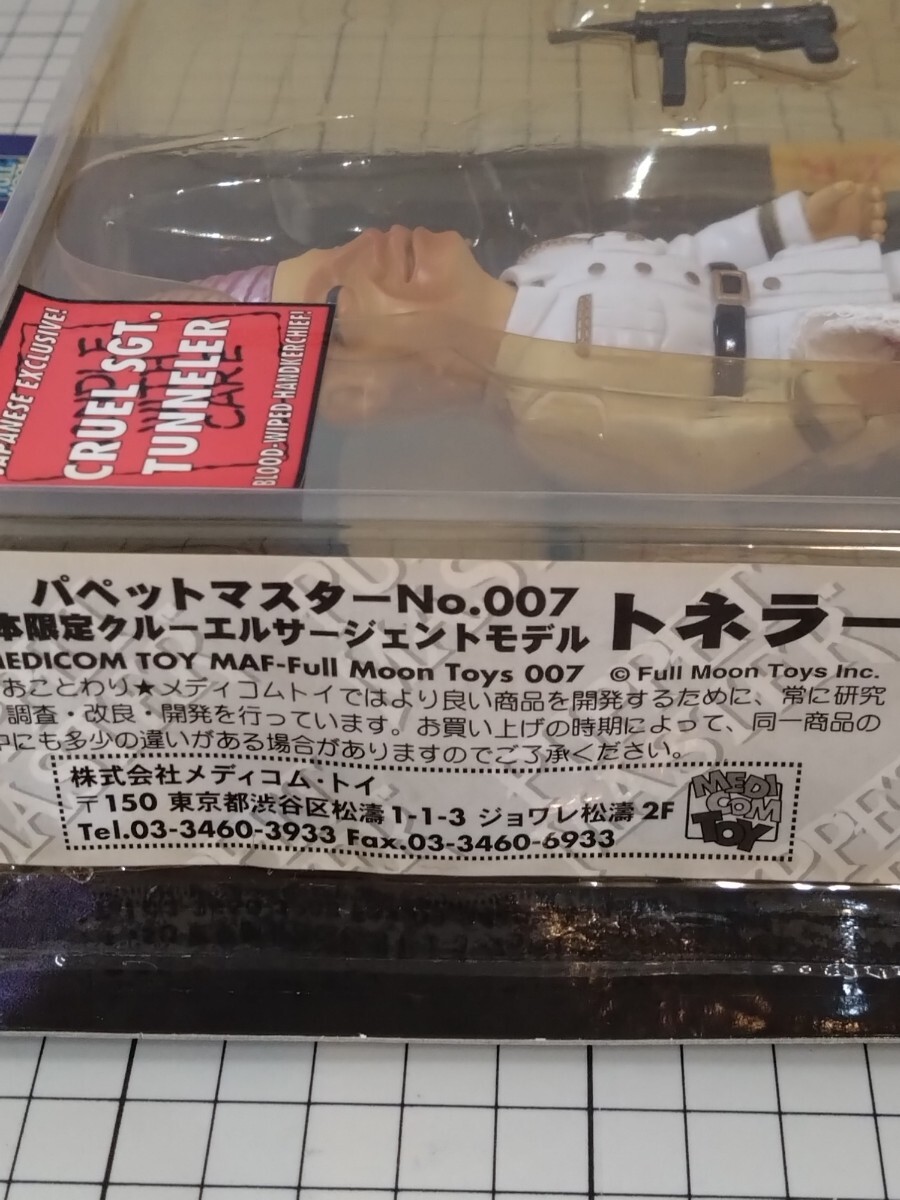 JAPANESE EXCLUSIVE!
CRUEL SGT.
TUNNELER
BLOOD-WIPED HANDKERCHIEF!
HANDLE
WITH
CARE
パペットマスターNo.007
本限定クルーエルサージェントモデル トネラー
MEDICOM TOY MAF-Full Moon Toys 007 © Full Moon Toys Inc.
おことわり★メディコムトイではより良い商品を開発するために、常に研究
調査・改良・開発を行っています。お買い上げの時期によって、同一商品の
中にも多少の違いがある場合がありますのでご了承ください。
株式会社メディコム・トイ
〒150 東京都渋谷区松濤1-1-3 ジョワレ松濤2F
Tel.03-3460-3933 Fax.03-3460-6933
MEDI
COM
TOY